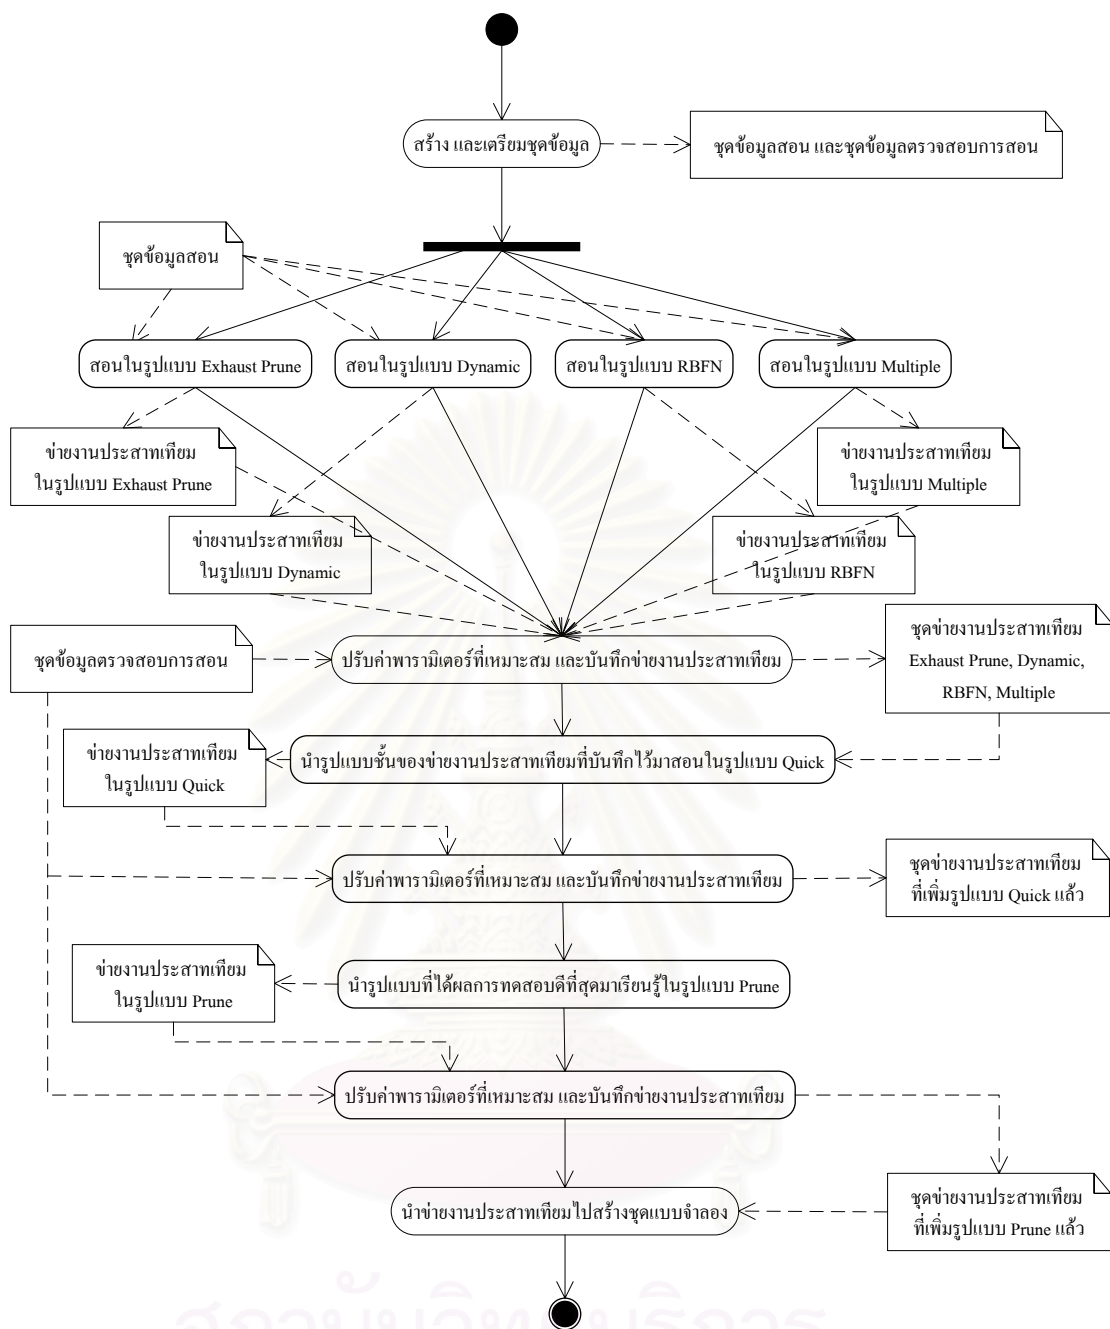 สร้าง และเตรียมชุดข้อมูล
ชุดข้อมูลสอน และชุดข้อมูลตรวจสอบการสอน
ชุดข้อมูลสอน
สอนในรูปแบบ Exhaust Prune
สอนในรูปแบบ Dynamic
สอนในรูปแบบ RBFN
สอนในรูปแบบ Multiple
ข่ายงานประสาทเทียม
ในรูปแบบ Exhaust Prune
ข่ายงานประสาทเทียม
ในรูปแบบ Multiple
ข่ายงานประสาทเทียม
ในรูปแบบ Dynamic
ข่ายงานประสาทเทียม
ในรูปแบบ RBFN
ชุดข้อมูลตรวจสอบการสอน
ปรับค่าพารามิเตอร์ที่เหมาะสม และบันทึกข่ายงานประสาทเทียม
ชุดข่ายงานประสาทเทียม
Exhaust Prune, Dynamic,
RBFN, Multiple
ข่ายงานประสาทเทียม
ในรูปแบบ Quick
นำรูปแบบชั้นของข่ายงานประสาทเทียมที่บันทึกไว้มาสอนในรูปแบบ Quick
ปรับค่าพารามิเตอร์ที่เหมาะสม และบันทึกข่ายงานประสาทเทียม
ชุดข่ายงานประสาทเทียม
ที่เพิ่มรูปแบบ Quick แล้ว
ข่ายงานประสาทเทียม
ในรูปแบบ Prune
นำรูปแบบที่ได้ผลการทดสอบดีที่สุดมาเรียนรู้ในรูปแบบ Prune
ปรับค่าพารามิเตอร์ที่เหมาะสม และบันทึกข่ายงานประสาทเทียม
นำข่ายงานประสาทเทียมไปสร้างชุดแบบจำลอง
ชุดข่ายงานประสาทเทียม
ที่เพิ่มรูปแบบ Prune แล้ว
สถาบันวิทยบริการ